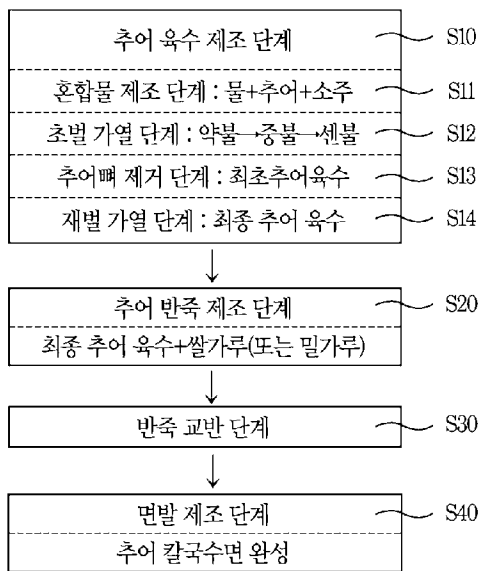 추어 육수 제조 단계 S10
혼합물 제조 단계 : 물+추어+소주 S11
초벌 가열 단계 : 약불→중불→센불 S12
추어뼈 제거 단계 : 최초추어육수 S13
재벌 가열 단계 : 최종 추어 육수 S14
추어 반죽 제조 단계 S20
최종 추어 육수+쌀가루(또는 밀가루)
반죽 교반 단계 S30
면발 제조 단계 S40
추어 칼국수면 완성